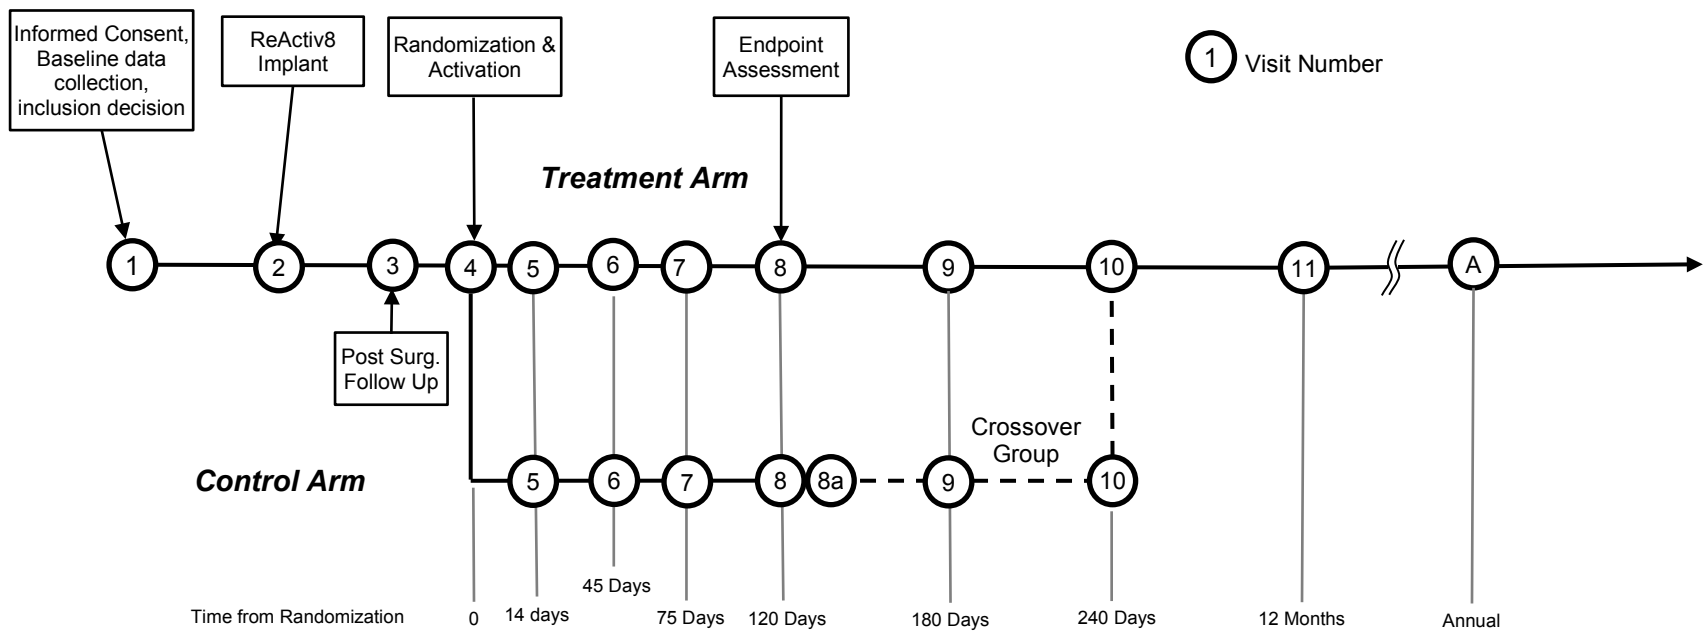 Informed Consent,
Baseline data
collection,
inclusion decision
ReActiv8
Implant
Randomization &
Activation
Endpoint
Assessment
1 Visit Number
Treatment Arm
1 2 3 4 5 6 7 8 9 10 11 A
Post Surg.
Follow Up
Crossover
Group
Control Arm
5 6 7 8 8a 9 10
45 Days
Time from Randomization 0 14 days 75 Days 120 Days 180 Days 240 Days 12 Months Annual